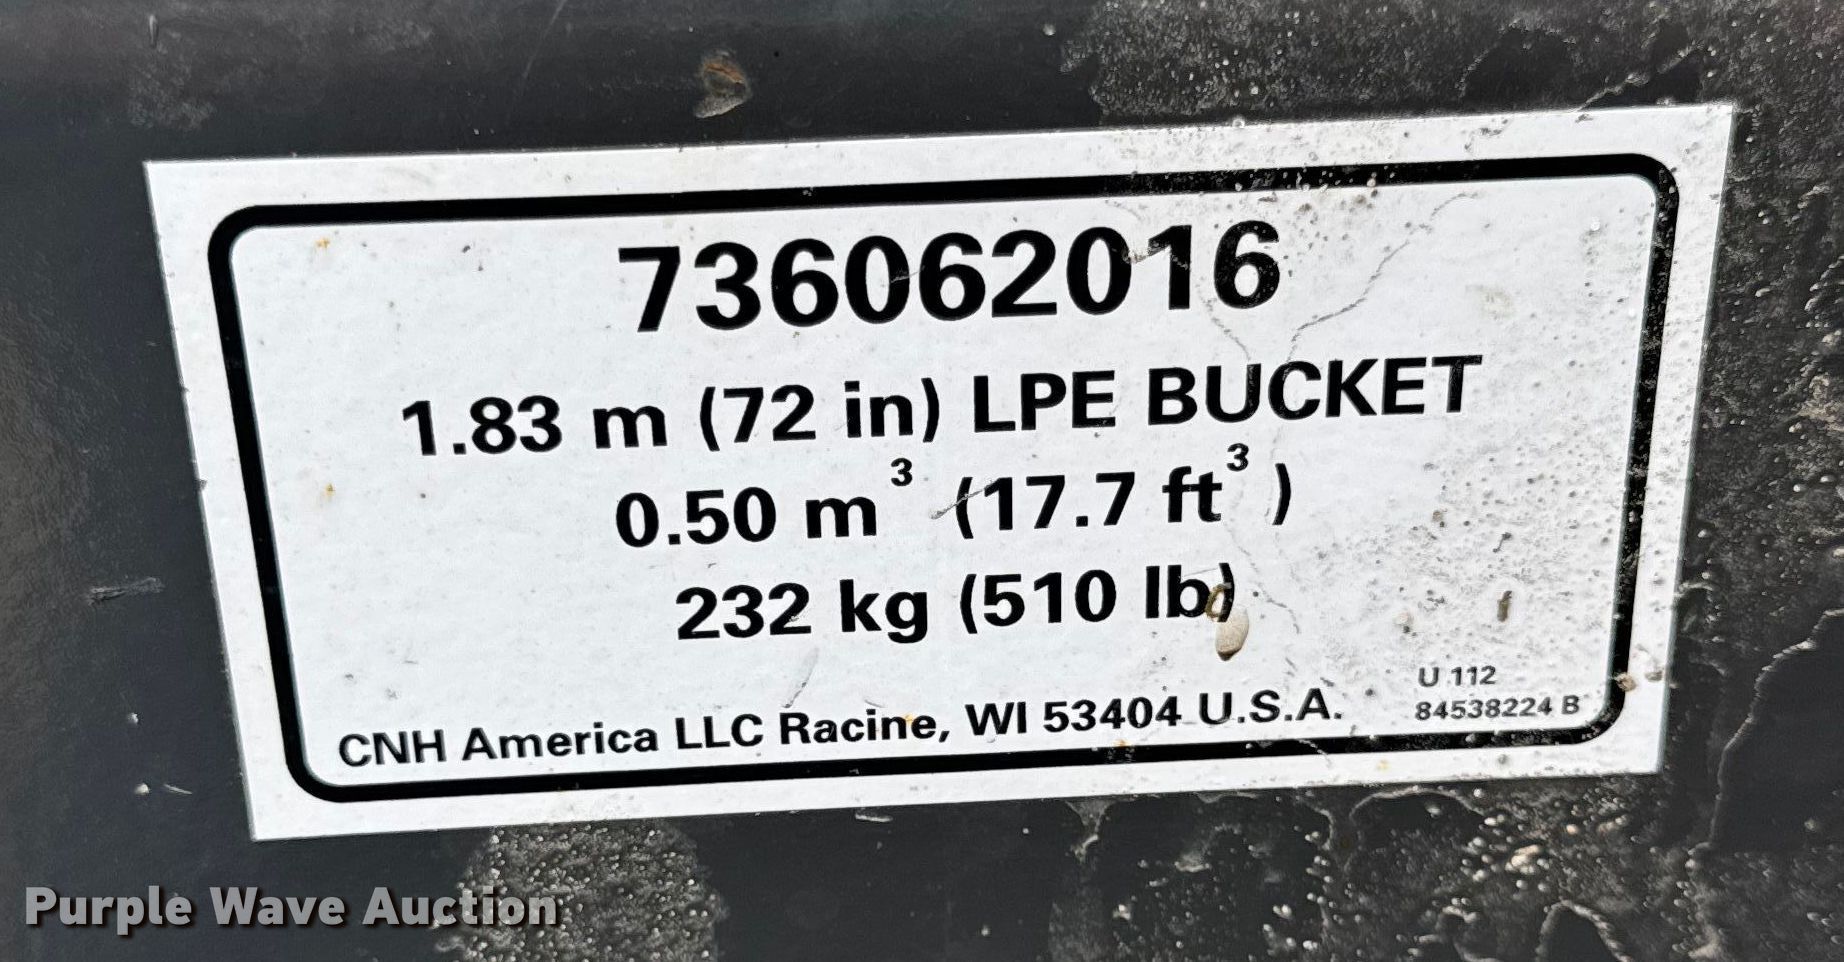 736062016
1.83 m (72 in) LPE BUCKET
0.50 m³ (17.7 ft³)
232 kg (510 lb)
CNH America LLC Racine, WI 53404 U.S.A.
U 112
84538224 B
Purple Wave Auction